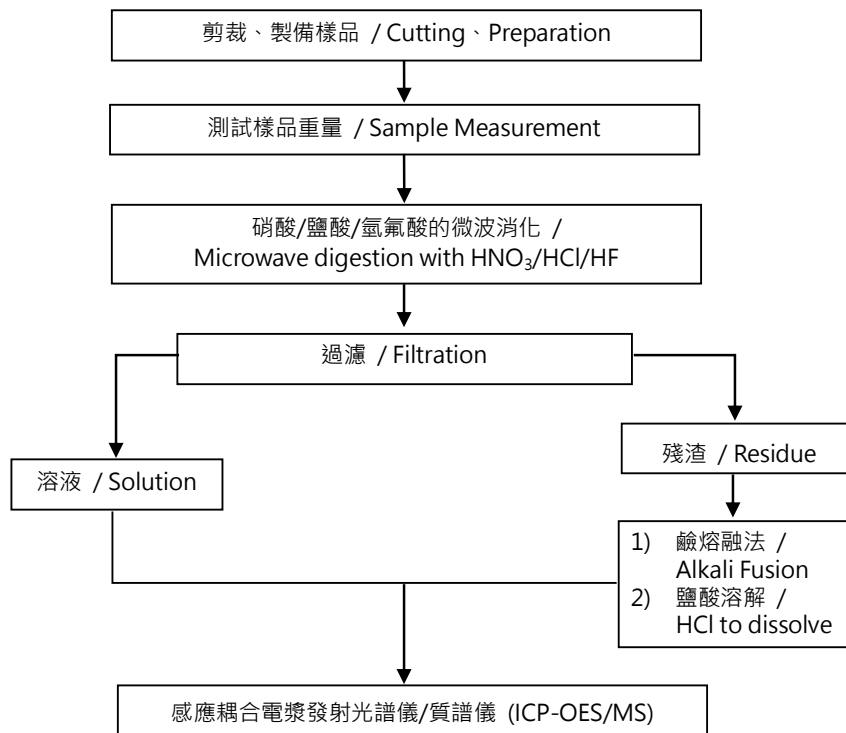 剪裁、製備樣品 / Cutting、Preparation
測試樣品重量 / Sample Measurement
硝酸/鹽酸/氫氟酸的微波消化 /
Microwave digestion with HNO₃/HCl/HF
過濾 / Filtration
溶液 / Solution
殘渣 / Residue
1) 鹼熔融法 /
Alkali Fusion
2) 鹽酸溶解 /
HCl to dissolve
感應耦合電漿發射光譜儀/質譜儀 (ICP-OES/MS)